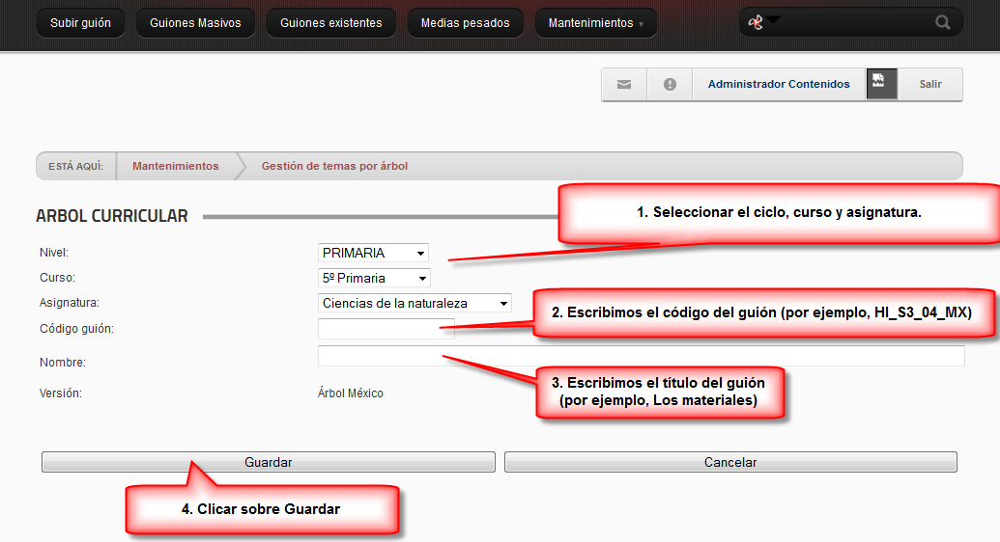 Subir guión
Guiones Masivos
Guiones existentes
Medias pesados
Mantenimientos
Administrador Contenidos
Salir
ESTÁ AQUÍ:
Mantenimientos
Gestión de temas por árbol
ARBOL CURRICULAR
1. Seleccionar el ciclo, curso y asignatura.
Nivel:
PRIMARIA
Curso:
5º Primaria
Asignatura:
Ciencias de la naturaleza
2. Escribimos el código del guión (por ejemplo, HI_S3_04_MX)
Código guión:
Nombre:
3. Escribimos el título del guión
(por ejemplo, Los materiales)
Versión:
Árbol México
Guardar
Cancelar
4. Clicar sobre Guardar